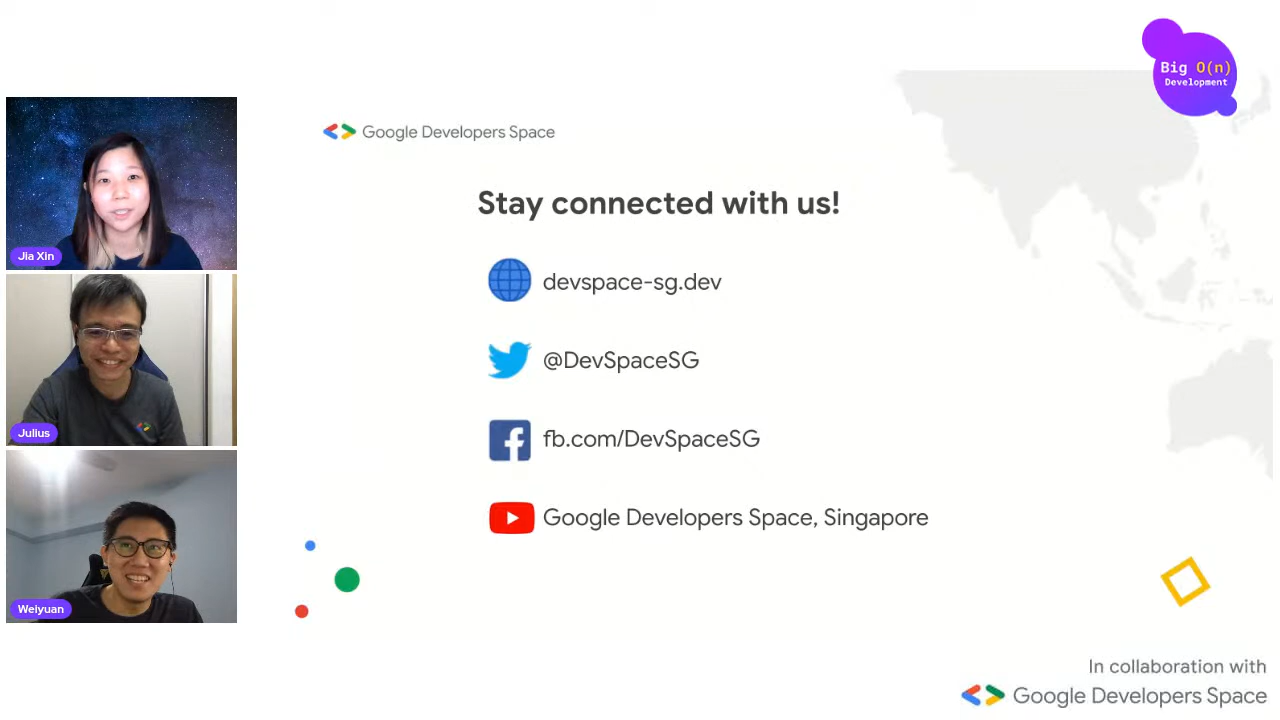 Big O(n)
Development
Google Developers Space
Stay connected with us!
devspace-sg.dev
@DevSpaceSG
fb.com/DevSpaceSG
Google Developers Space, Singapore
Jia Xin
Julius
Weiyuan
In collaboration with
Google Developers Space